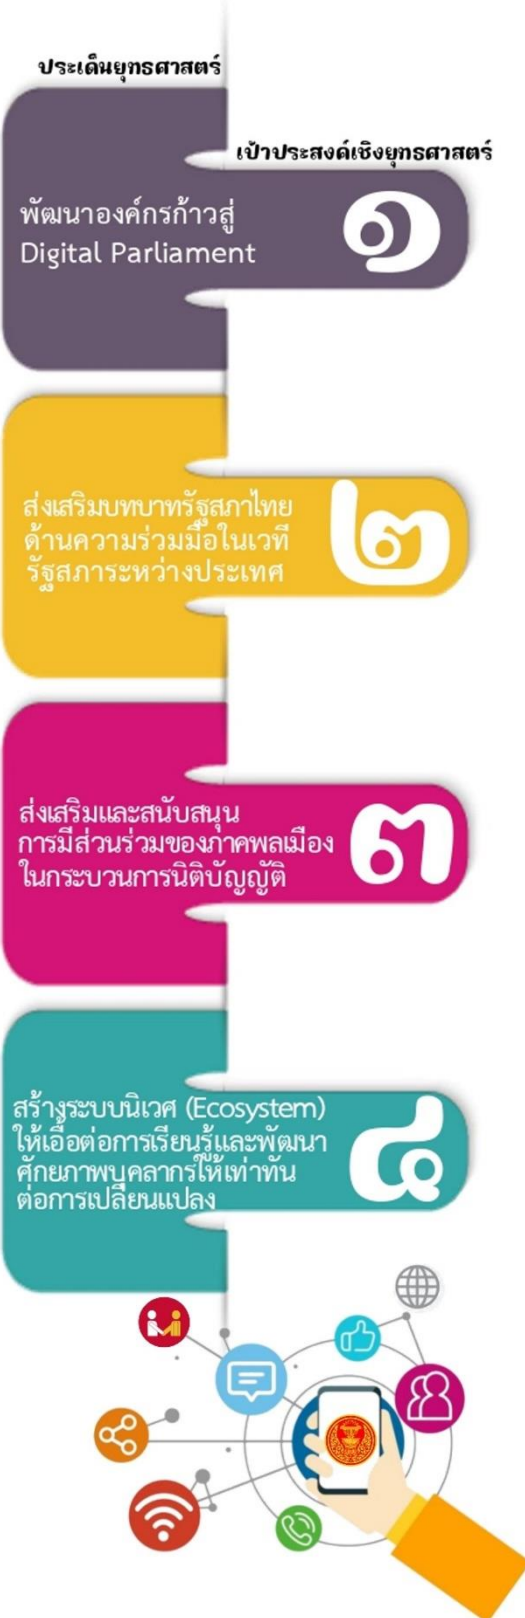 ประเด็นยุทธศาสตร์
เป้าประสงค์เชิงยุทธศาสตร์
พัฒนาองค์กรก้าวสู่
Digital Parliament
๑
ส่งเสริมบทบาทรัฐสภาไทย
ด้านความร่วมมือในเวที
รัฐสภาระหว่างประเทศ
๒
ส่งเสริมและสนับสนุน
การมีส่วนร่วมของภาคพลเมือง
ในกระบวนการนิติบัญญัติ
๓
สร้างระบบนิเวศ (Ecosystem)
ให้เอื้อต่อการเรียนรู้และพัฒนา
ศักยภาพบุคลากรให้เท่าทัน
ต่อการเปลี่ยนแปลง
๔